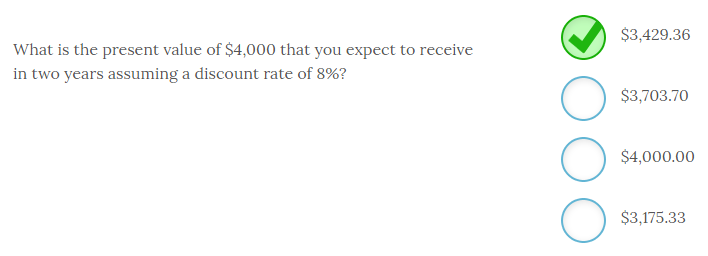 What is the present value of $4,000 that you expect to receive
in two years assuming a discount rate of 8%?
$3,429.36
$3,703.70
$4,000.00
$3,175.33